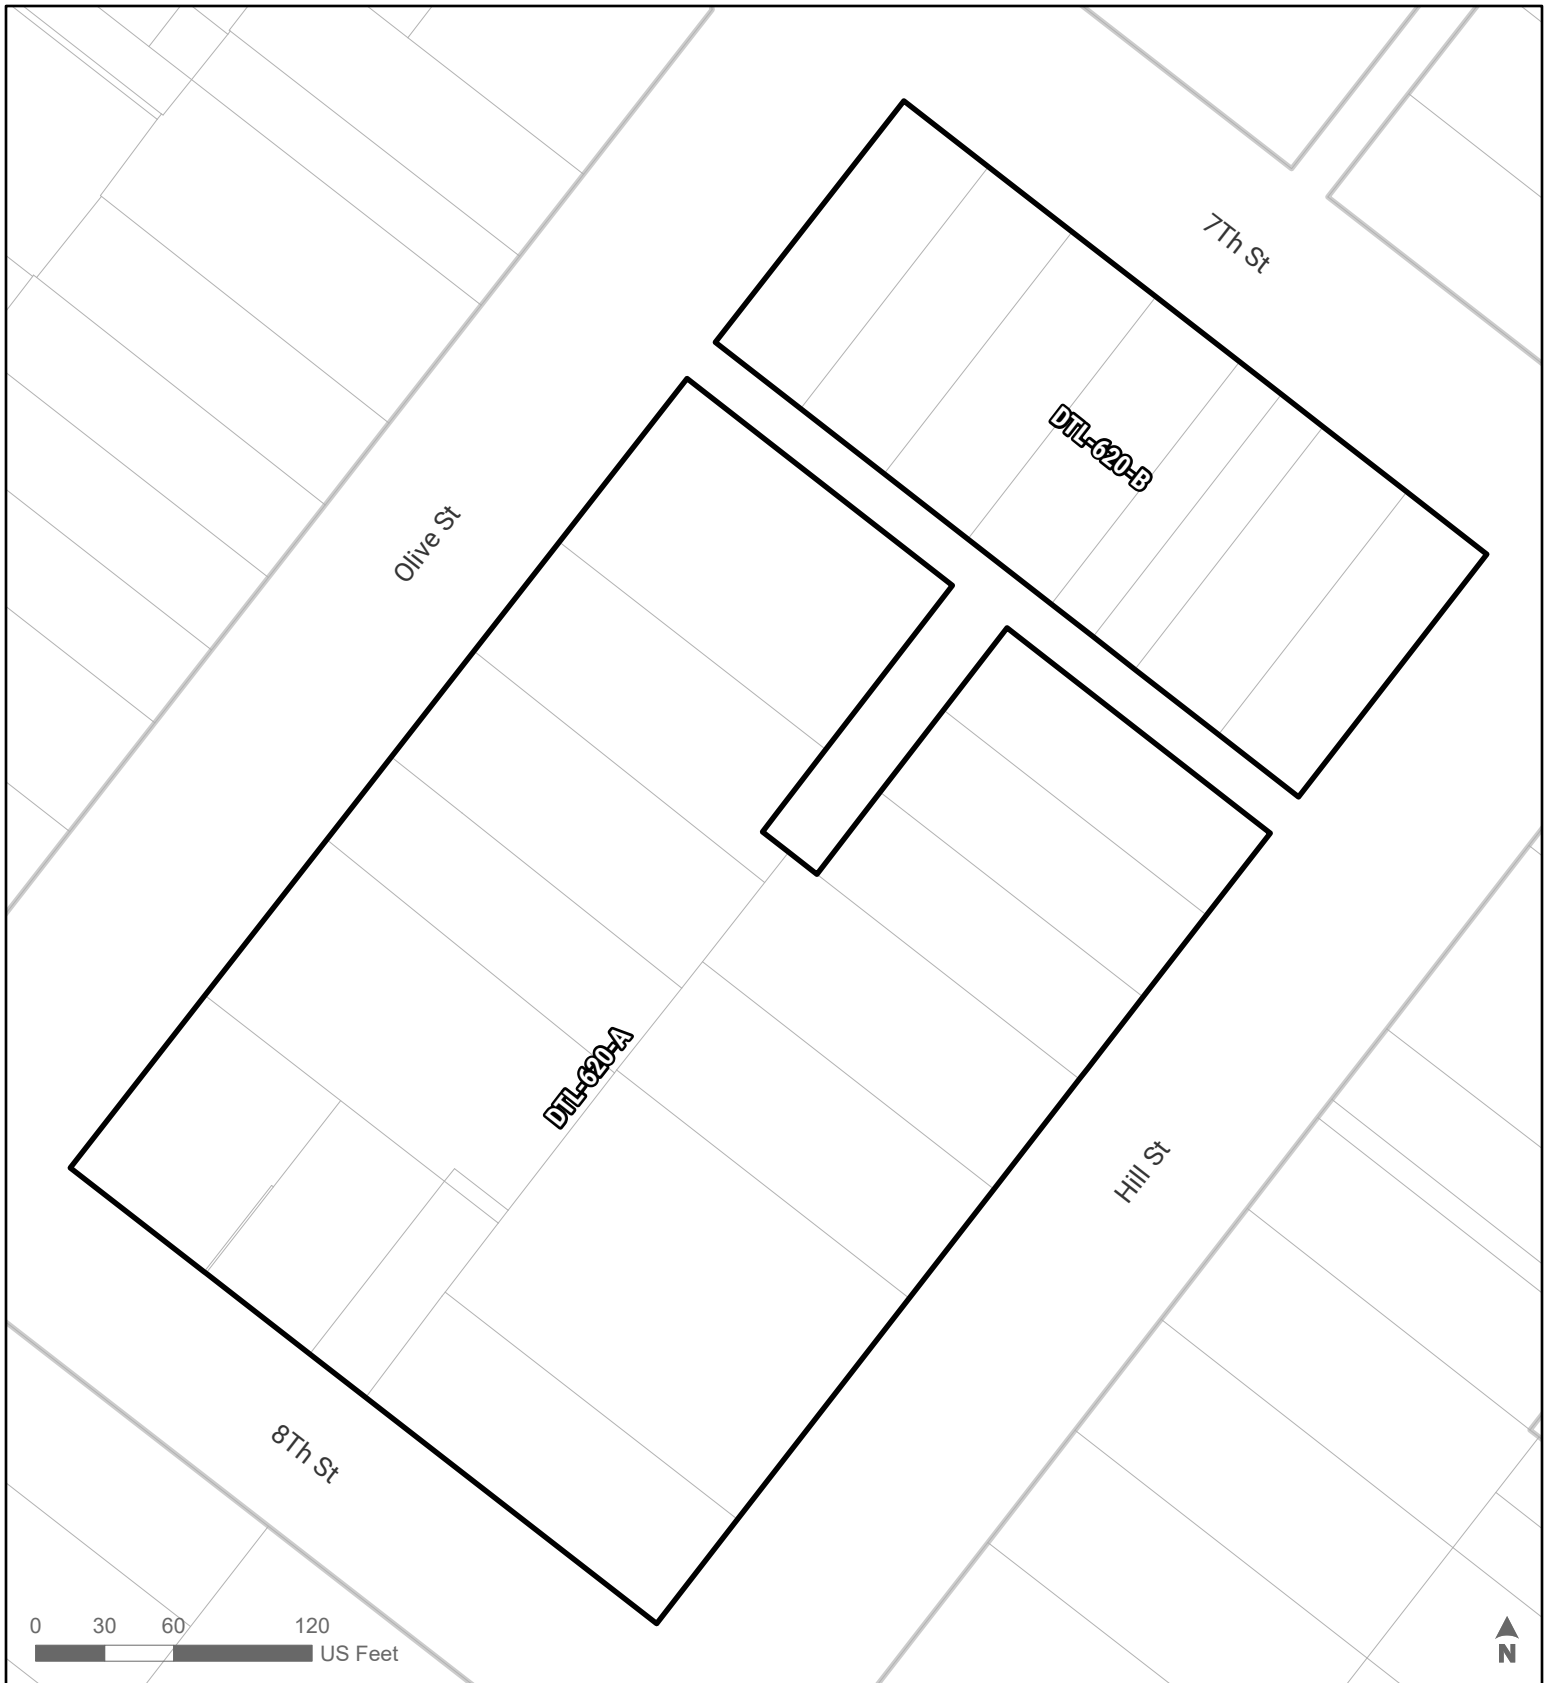 7Th St
DTL-620-B
Olive St
DTL-620-A
Hill St
8Th St
0 30 60 120
US Feet
N